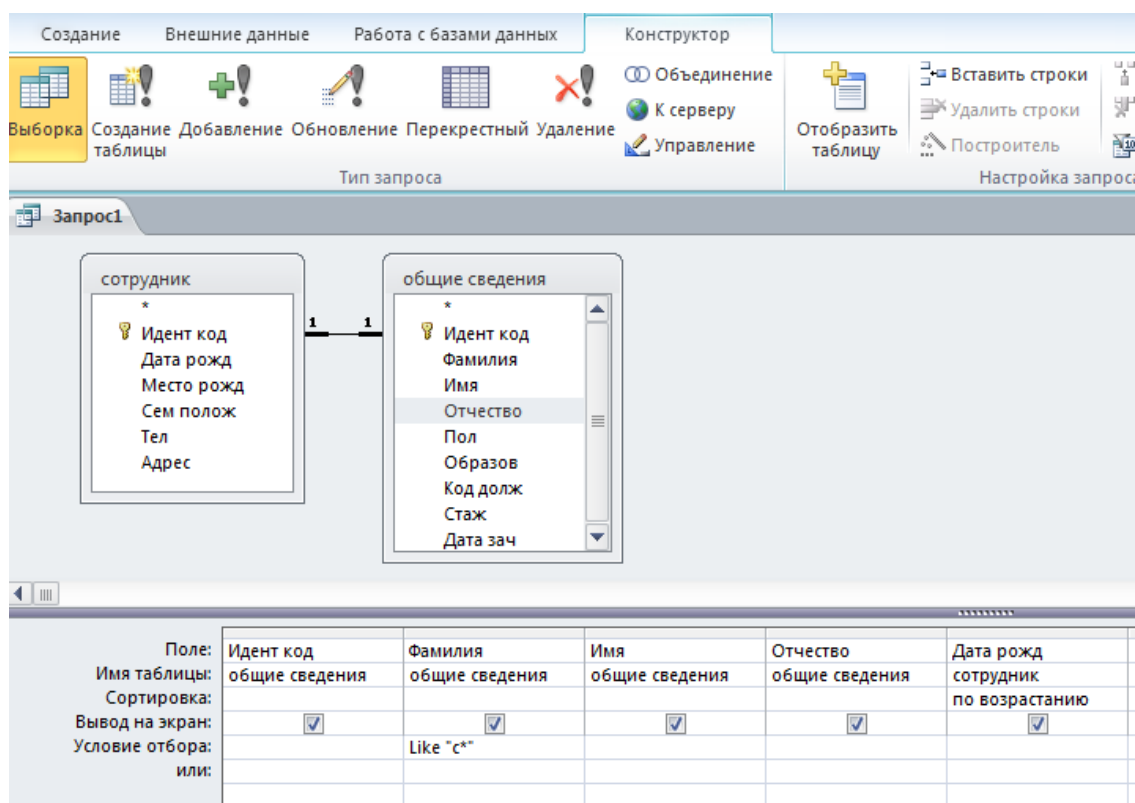 Создание Внешние данные Работа с базами данных Конструктор
Выборка Создание таблицы Добавление Обновление Перекрестный Удаление
Объединение
К серверу
Управление
Отобразить таблицу
Вставить строки
Удалить строки
Построитель
Тип запроса Настройка запроса
Запрос1
сотрудник
*
Идент код
Дата рожд
Место рожд
Сем полож
Тел
Адрес
1 1
общие сведения
*
Идент код
Фамилия
Имя
Отчество
Пол
Образов
Код долж
Стаж
Дата зач
Поле: Идент код Фамилия Имя Отчество Дата рожд
Имя таблицы: общие сведения общие сведения общие сведения общие сведения сотрудник
Сортировка: по возрастанию
Вывод на экран:
Условие отбора: Like "с*"
или: